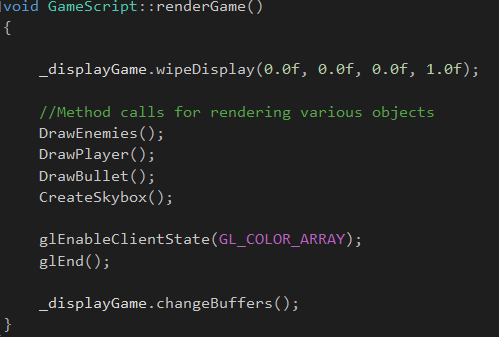 void GameScript::renderGame()
{
_displayGame.wipeDisplay(0.0f, 0.0f, 0.0f, 1.0f);
//Method calls for rendering various objects
DrawEnemies();
DrawPlayer();
DrawBullet();
CreateSkybox();
glEnableClientState(GL_COLOR_ARRAY);
glEnd();
_displayGame.changeBuffers();
}